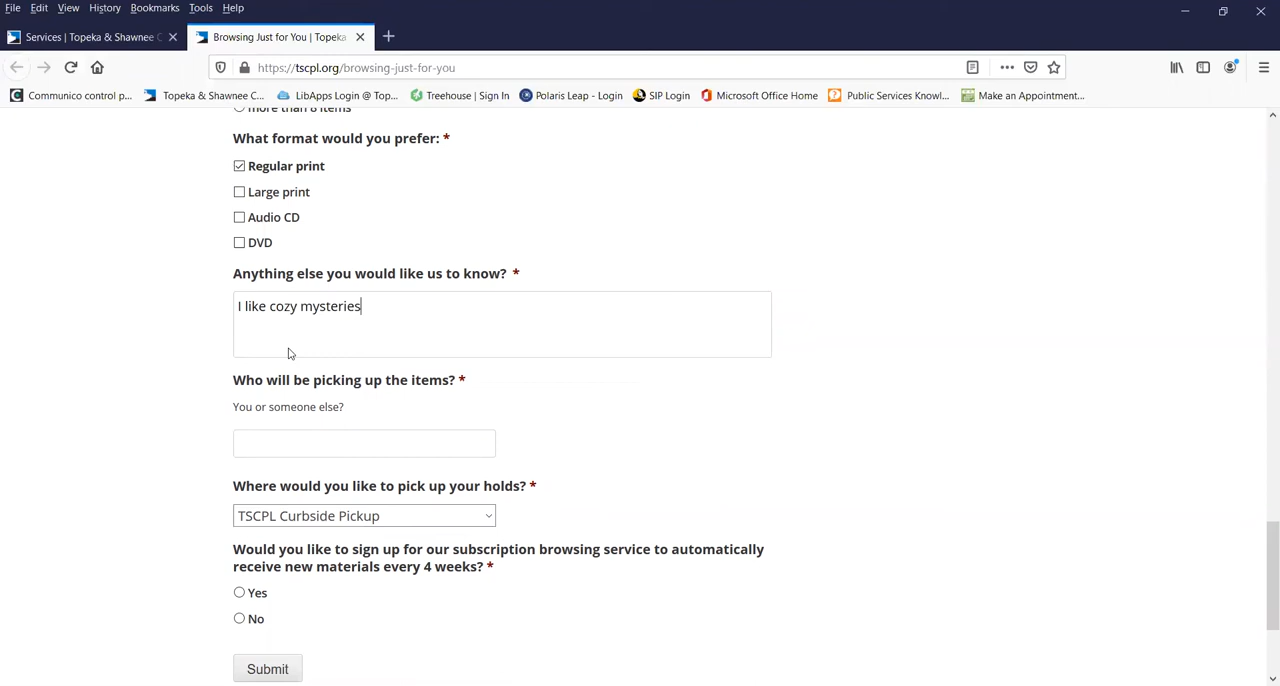 File Edit View History Bookmarks Tools Help
Services | Topeka & Shawnee C
Browsing Just for You | Topeka
https://tscpl.org/browsing-just-for-you
Communico control p...
Topeka & Shawnee C...
LibApps Login @ Top...
Treehouse | Sign In
Polaris Leap - Login
SIP Login
Microsoft Office Home
Public Services Knowl...
Make an Appointment...
more than 8 items
What format would you prefer: *
Regular print
Large print
Audio CD
DVD
Anything else you would like us to know? *
I like cozy mysteries
Who will be picking up the items? *
You or someone else?
Where would you like to pick up your holds? *
TSCPL Curbside Pickup
Would you like to sign up for our subscription browsing service to automatically
receive new materials every 4 weeks? *
Yes
No
Submit